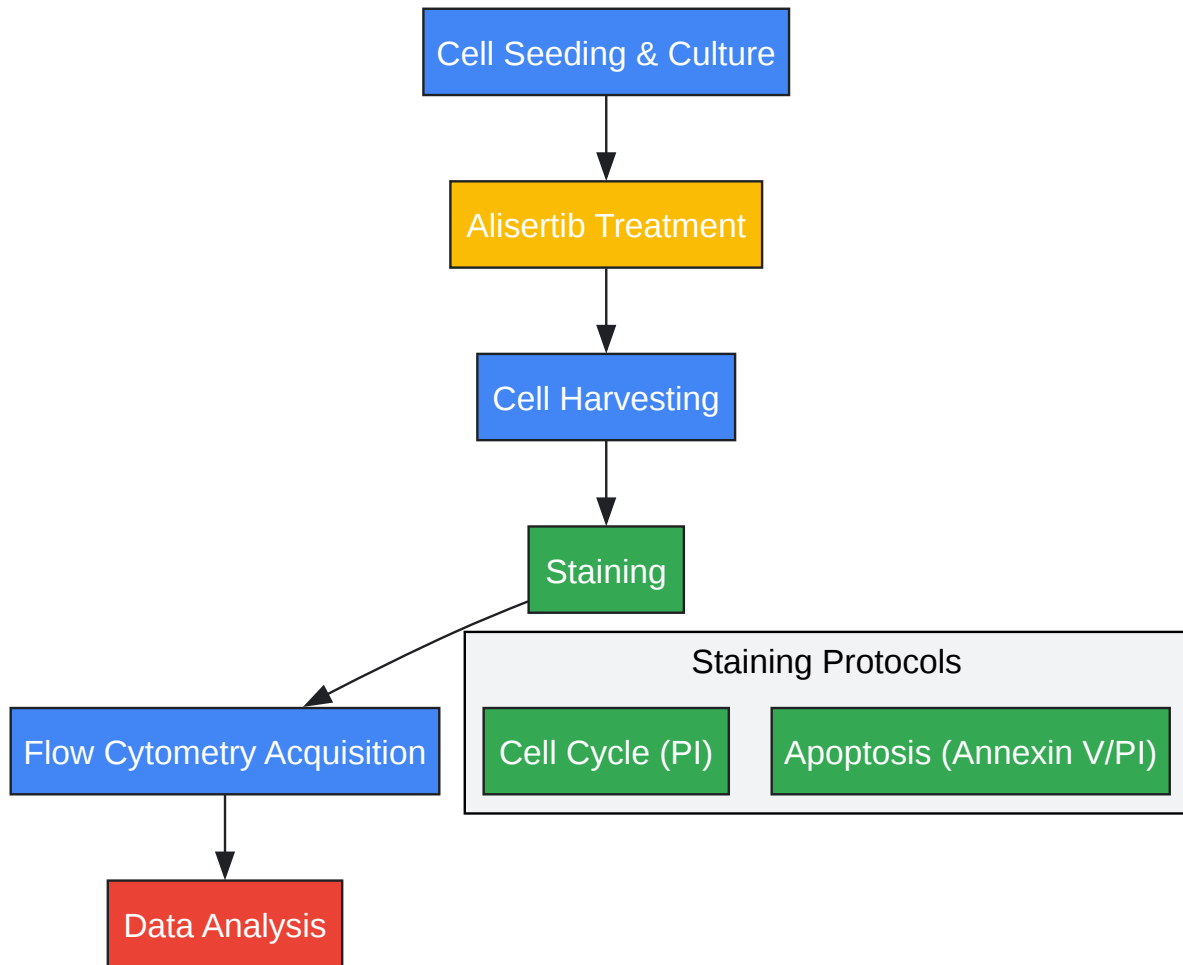 Cell Seeding & Culture
Alisertib Treatment
Cell Harvesting
Staining
Staining Protocols
Flow Cytometry Acquisition
Cell Cycle (PI)
Apoptosis (Annexin V/PI)
Data Analysis